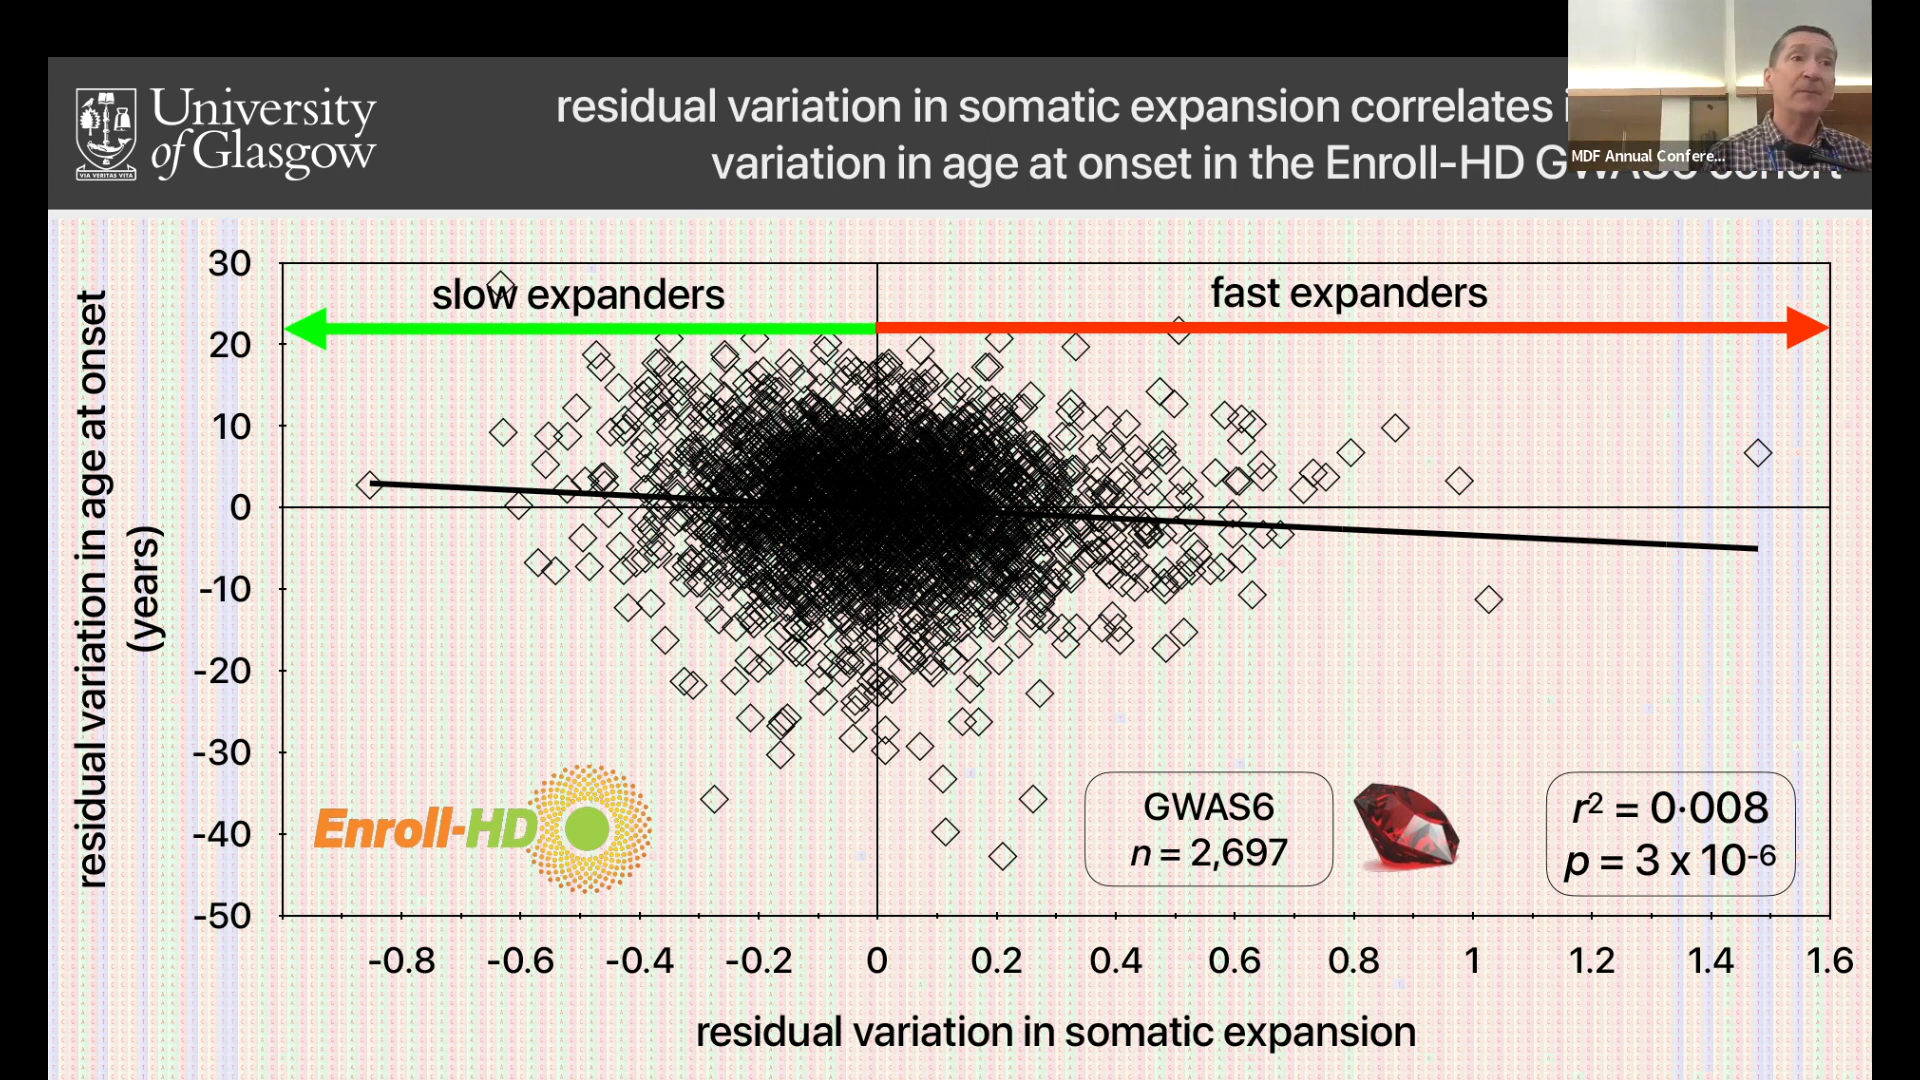 University
of Glasgow
VIA VERITAS VITA
residual variation in somatic expansion correlates
variation in age at onset in the Enroll-HD
MDF Annual Confere...
slow expanders
fast expanders
30
20
10
0
-10
-20
-30
-40
-50
residual variation in age at onset
(years)
Enroll-HD
GWAS6
n = 2,697
r² = 0·008
p = 3 x 10⁻⁶
-0.8 -0.6 -0.4 -0.2 0 0.2 0.4 0.6 0.8 1 1.2 1.4 1.6
residual variation in somatic expansion